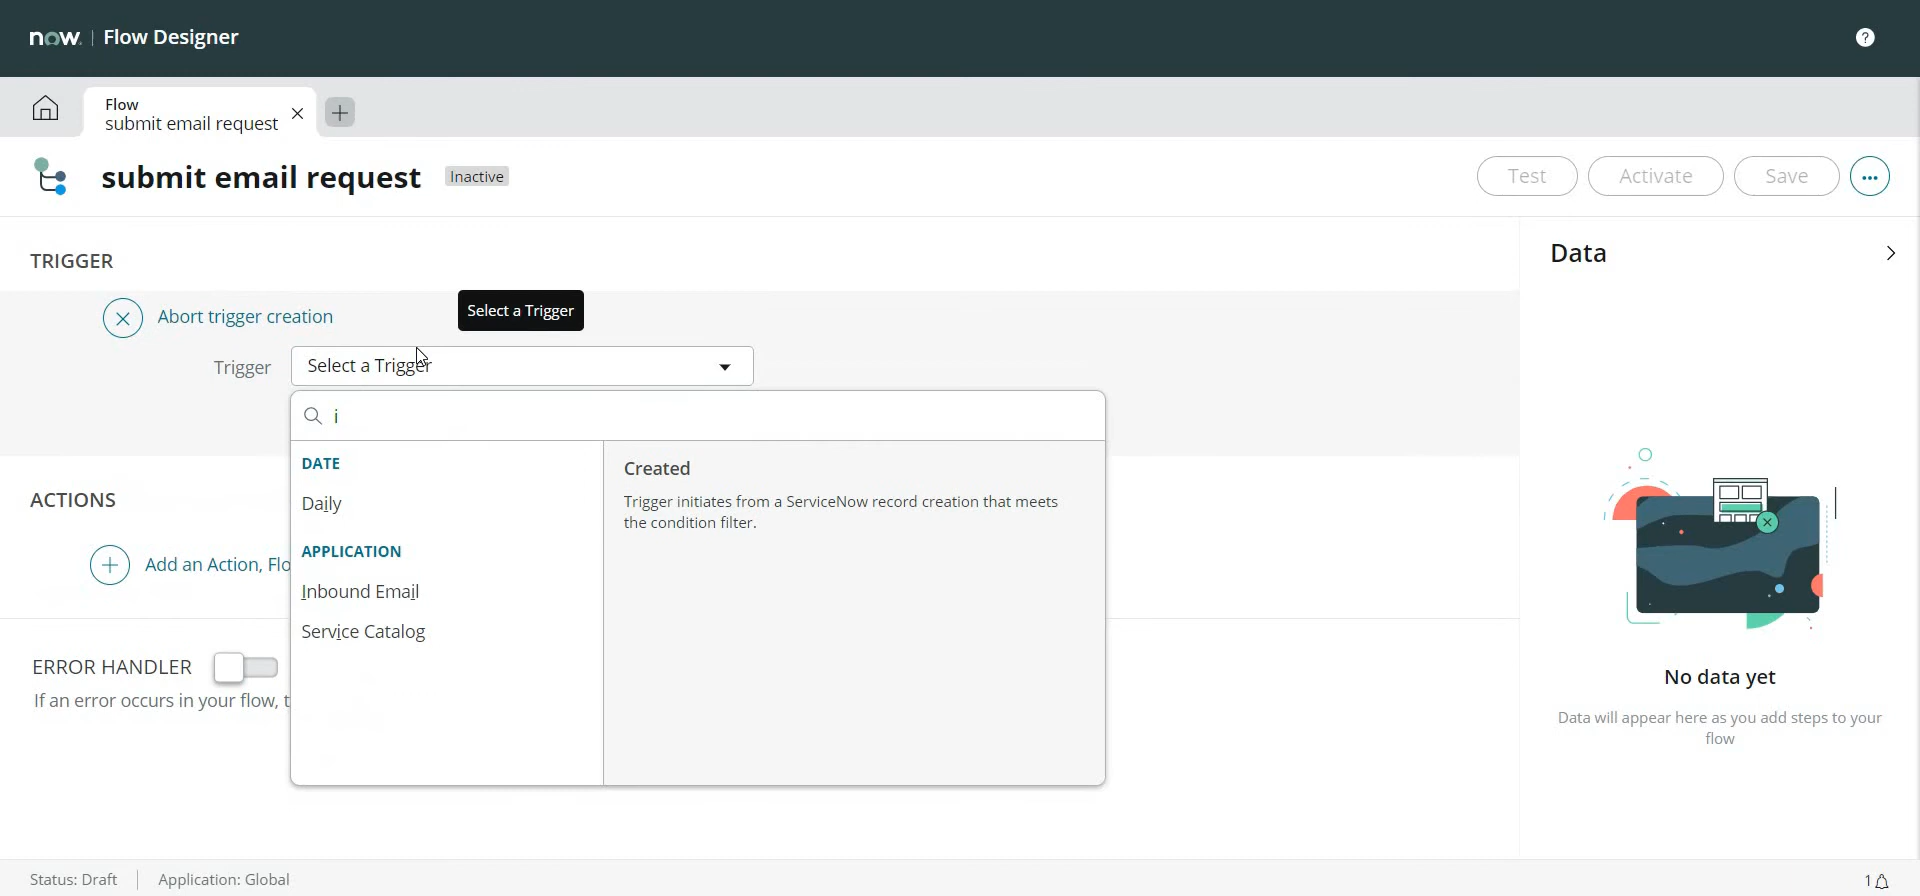 now. | Flow Designer
?
Flow
submit email request
submit email request
Inactive
Test
Activate
Save
...
TRIGGER
Abort trigger creation
Select a Trigger
Trigger
Select a Trigger
i
DATE
Daily
APPLICATION
Inbound Email
Service Catalog
Created
Trigger initiates from a ServiceNow record creation that meets
the condition filter.
ACTIONS
Add an Action, Flo
ERROR HANDLER
If an error occurs in your flow, t
Data
No data yet
Data will appear here as you add steps to your
flow
Status: Draft
Application: Global
1